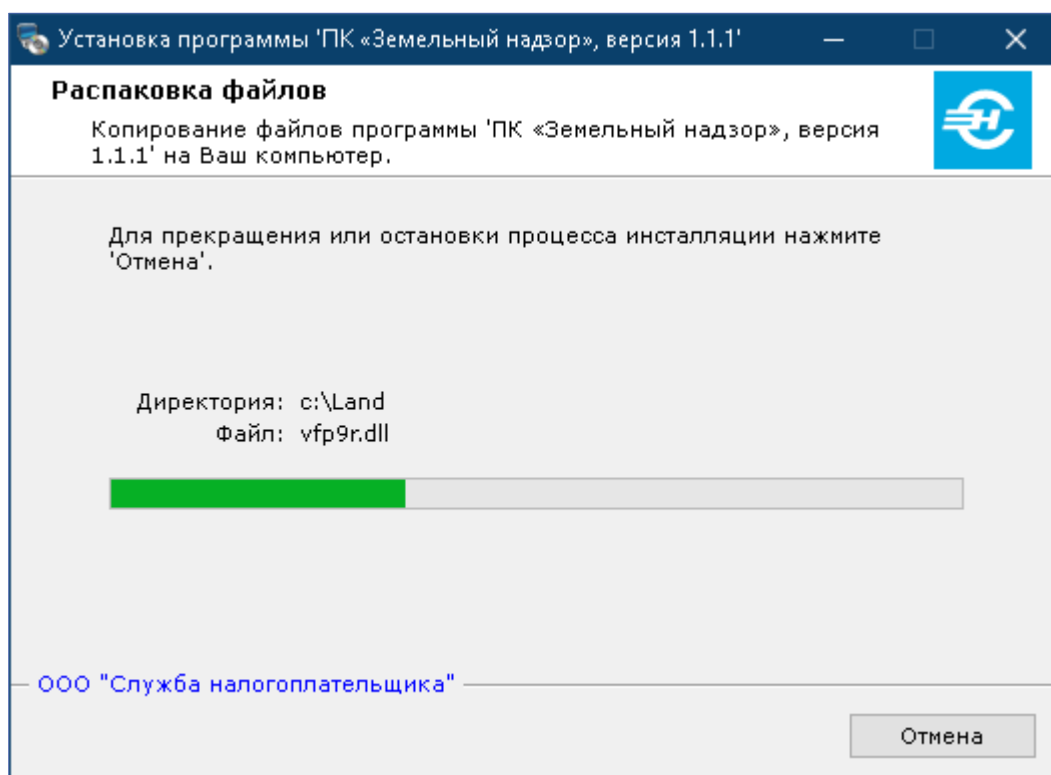 Установка программы 'ПК «Земельный надзор», версия 1.1.1'
Распаковка файлов
Копирование файлов программы 'ПК «Земельный надзор», версия
1.1.1' на Ваш компьютер.
Н
Для прекращения или остановки процесса инсталляции нажмите
'Отмена'.
Директория: c:\Land
Файл: vfp9r.dll
ООО "Служба налогоплательщика"
Отмена